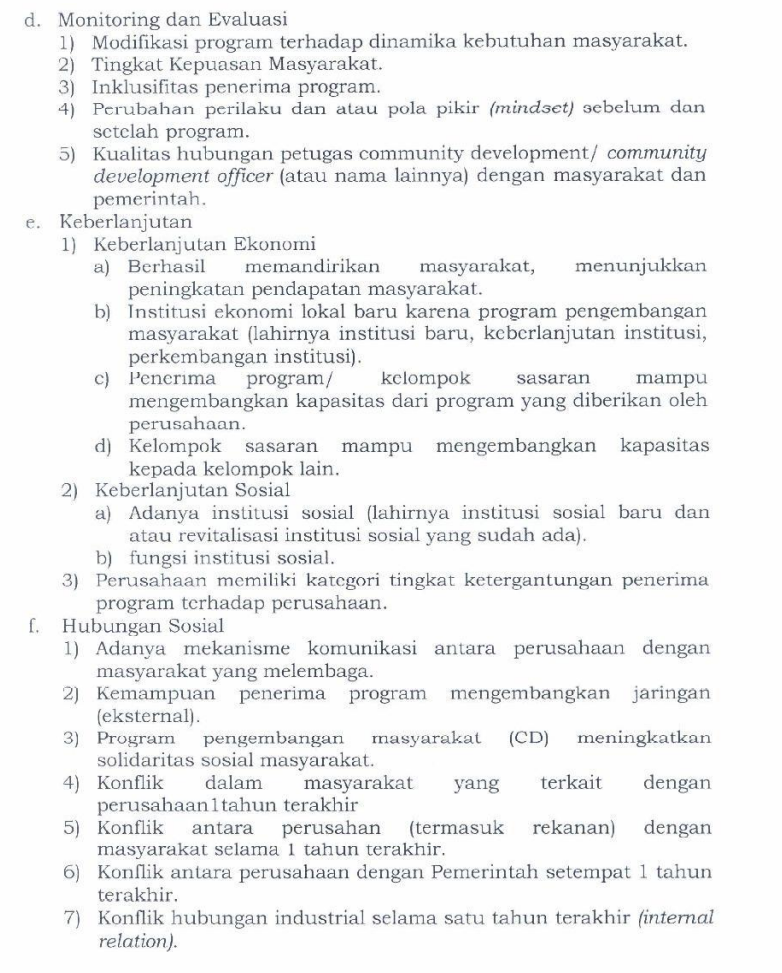 d. Monitoring dan Evaluasi
1) Modifikasi program terhadap dinamika kebutuhan masyarakat.
2) Tingkat Kepuasan Masyarakat.
3) Inklusifitas penerima program.
4) Perubahan perilaku dan atau pola pikir (mindset) sebelum dan
setelah program.
5) Kualitas hubungan petugas community development/ community
development officer (atau nama lainnya) dengan masyarakat dan
pemerintah.
e. Keberlanjutan
1) Keberlanjutan Ekonomi
a) Berhasil memandirikan masyarakat, menunjukkan
peningkatan pendapatan masyarakat.
b) Institusi ekonomi lokal baru karena program pengembangan
masyarakat (lahirnya institusi baru, keberlanjutan institusi,
perkembangan institusi).
c) Penerima program/ kelompok sasaran mampu
mengembangkan kapasitas dari program yang diberikan oleh
perusahaan.
d) Kelompok sasaran mampu mengembangkan kapasitas
kepada kelompok lain.
2) Keberlanjutan Sosial
a) Adanya institusi sosial (lahirnya institusi sosial baru dan
atau revitalisasi institusi sosial yang sudah ada).
b) fungsi institusi sosial.
3) Perusahaan memiliki kategori tingkat ketergantungan penerima
program terhadap perusahaan.
f. Hubungan Sosial
1) Adanya mekanisme komunikasi antara perusahaan dengan
masyarakat yang melembaga.
2) Kemampuan penerima program mengembangkan jaringan
(eksternal).
3) Program pengembangan masyarakat (CD) meningkatkan
solidaritas sosial masyarakat.
4) Konflik dalam masyarakat yang terkait dengan
perusahaan1tahun terakhir
5) Konflik antara perusahan (termasuk rekanan) dengan
masyarakat selama 1 tahun terakhir.
6) Konflik antara perusahaan dengan Pemerintah setempat 1 tahun
terakhir.
7) Konflik hubungan industrial selama satu tahun terakhir (internal
relation).